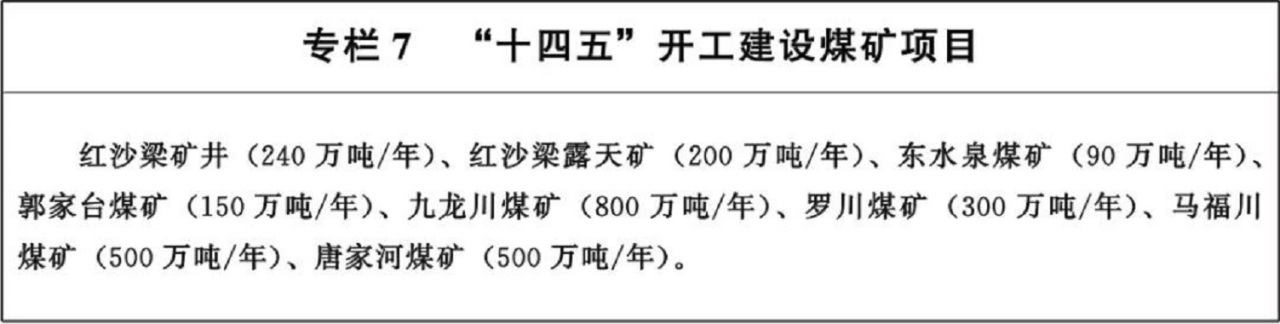 专栏 7 “十四五”开工建设煤矿项目
红沙梁矿井（240 万吨/年）、红沙梁露天矿（200 万吨/年）、东水泉煤矿（90 万吨/年）、
郭家台煤矿（150 万吨/年）、九龙川煤矿（800 万吨/年）、罗川煤矿（300 万吨/年）、马福川
煤矿（500 万吨/年）、唐家河煤矿（500 万吨/年）。